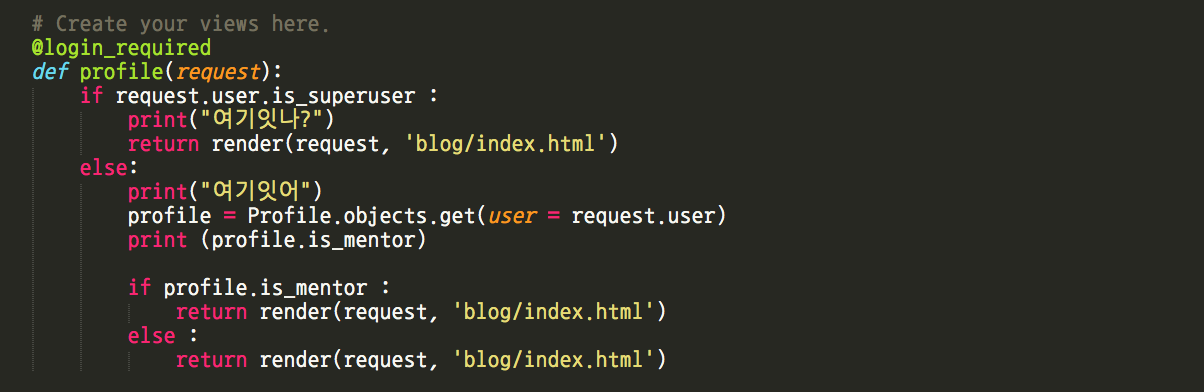 # Create your views here.
@login_required
def profile(request):
    if request.user.is_superuser :
        print("여기잇나?")
        return render(request, 'blog/index.html')
    else:
        print("여기잇어")
        profile = Profile.objects.get(user = request.user)
        print (profile.is_mentor)

        if profile.is_mentor :
            return render(request, 'blog/index.html')
        else :
            return render(request, 'blog/index.html')